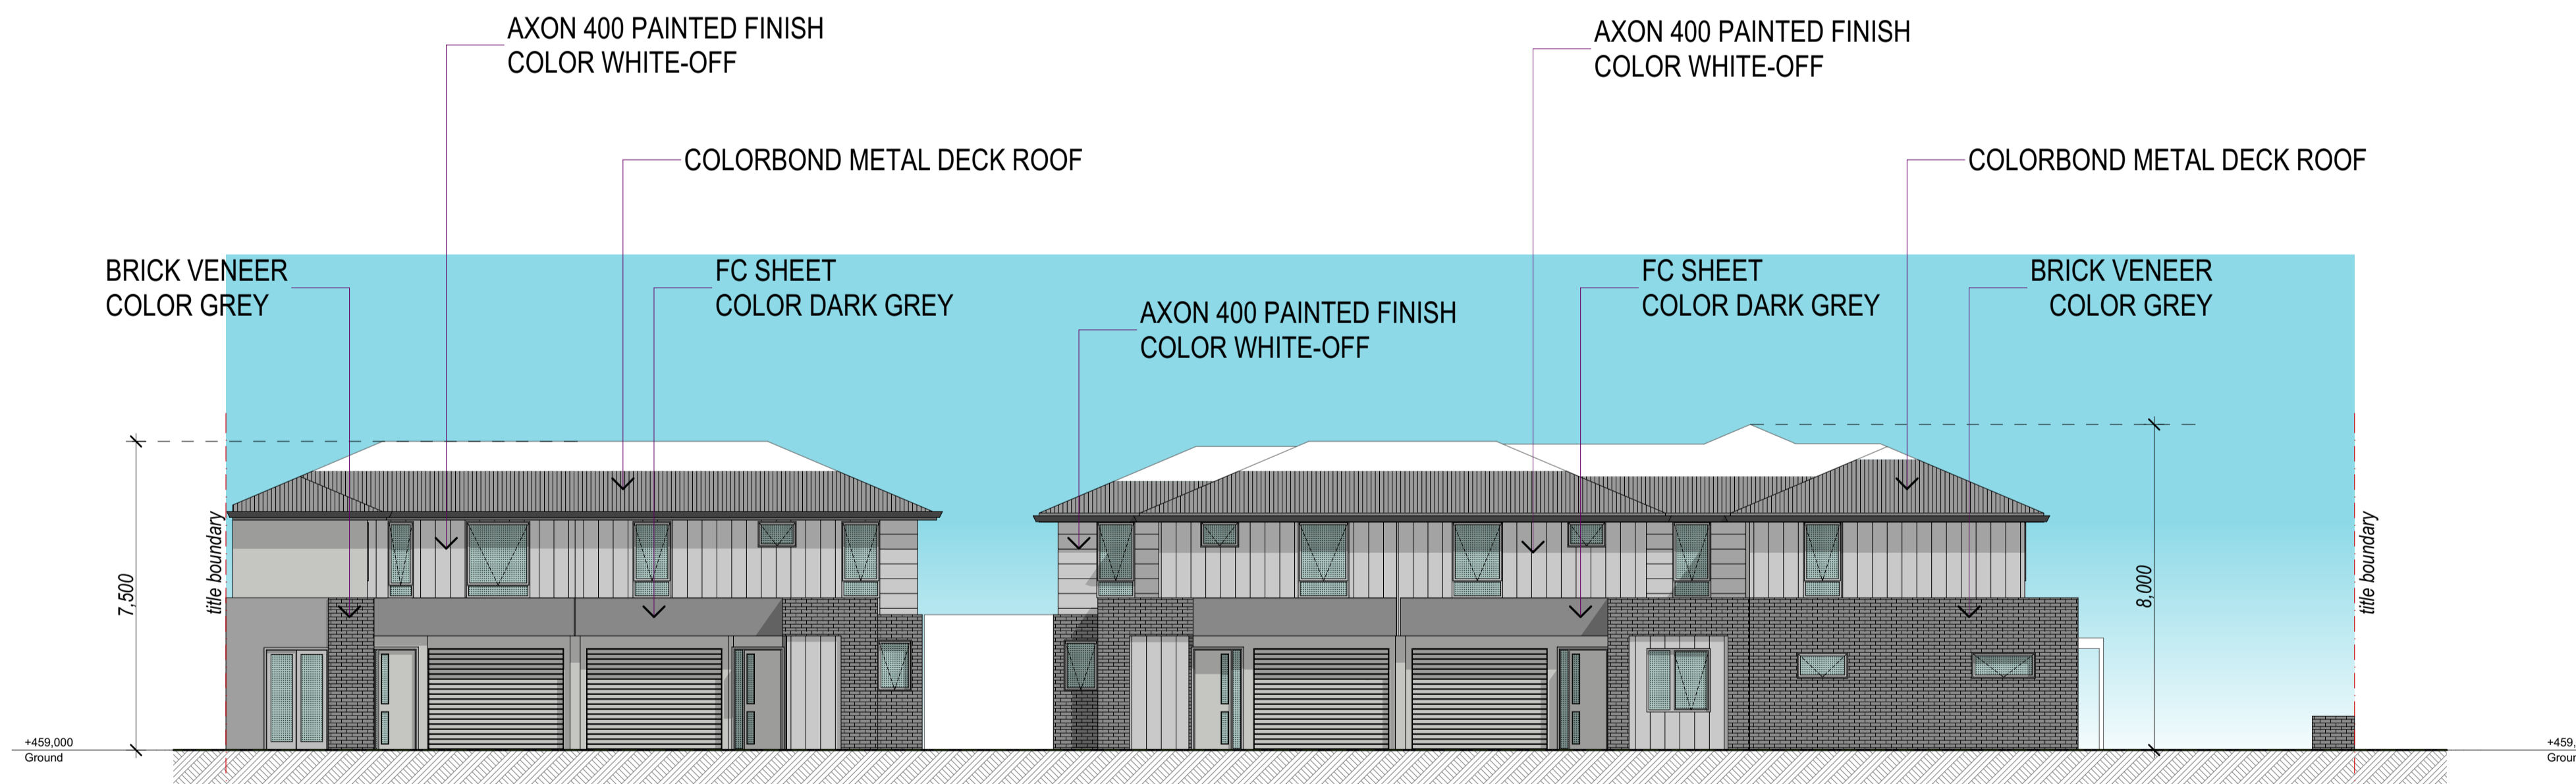 AXON 400 PAINTED FINISH
COLOR WHITE-OFF
AXON 400 PAINTED FINISH
COLOR WHITE-OFF
COLORBOND METAL DECK ROOF
COLORBOND METAL DECK ROOF
BRICK VENEER
COLOR GREY
FC SHEET
COLOR DARK GREY
AXON 400 PAINTED FINISH
COLOR WHITE-OFF
FC SHEET
COLOR DARK GREY
BRICK VENEER
COLOR GREY
7,500
title boundary
8,000
title boundary
+459,000
Ground
+459,
Groun